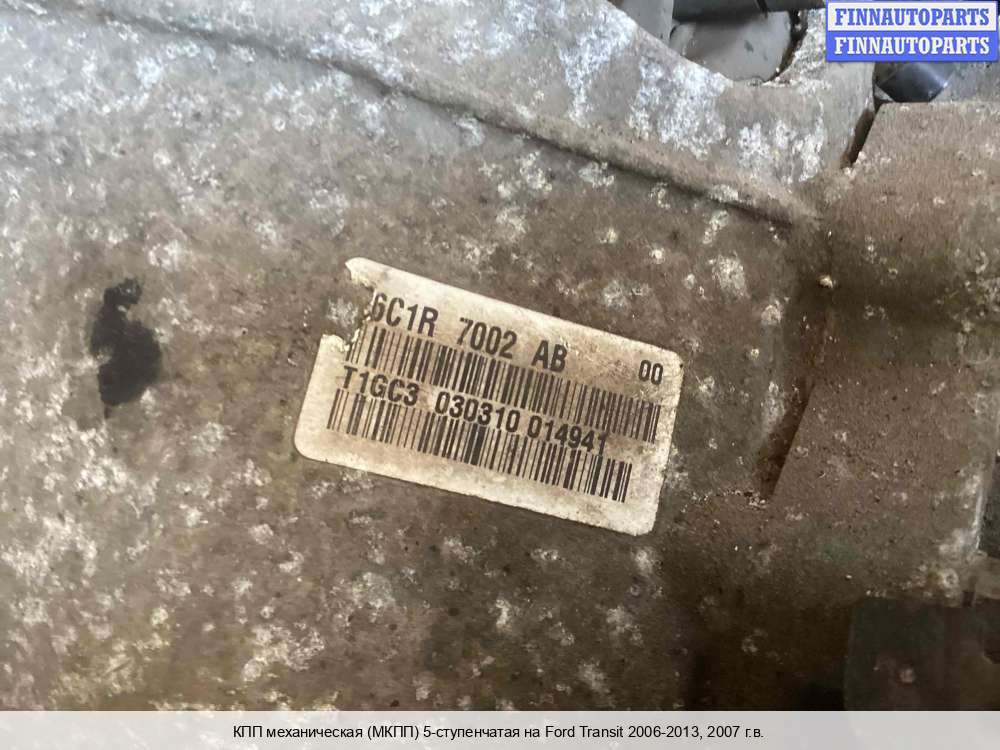 FINNAUTOPARTS
FINNAUTOPARTS
6C1R 7002 AB 00
T1GC3 030310 014941
КПП механическая (МКПП) 5-ступенчатая на Ford Transit 2006-2013, 2007 г.в.